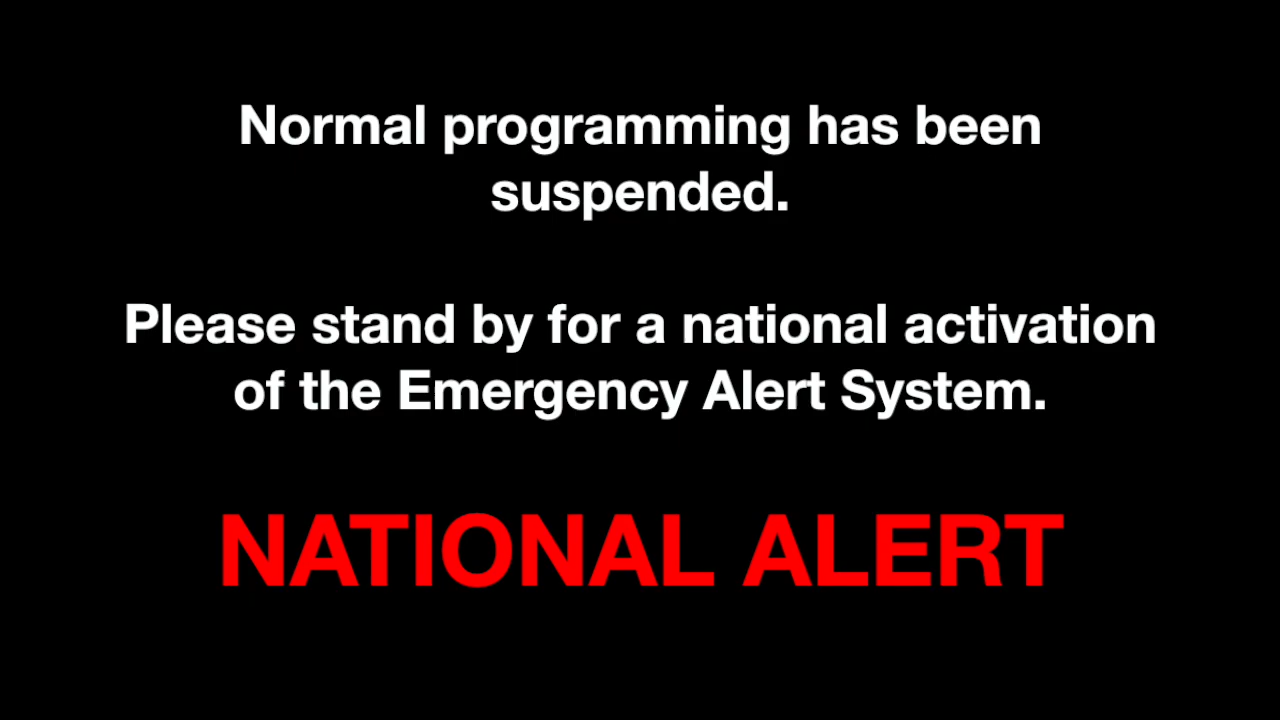 Normal programming has been
suspended.
Please stand by for a national activation
of the Emergency Alert System.
NATIONAL ALERT